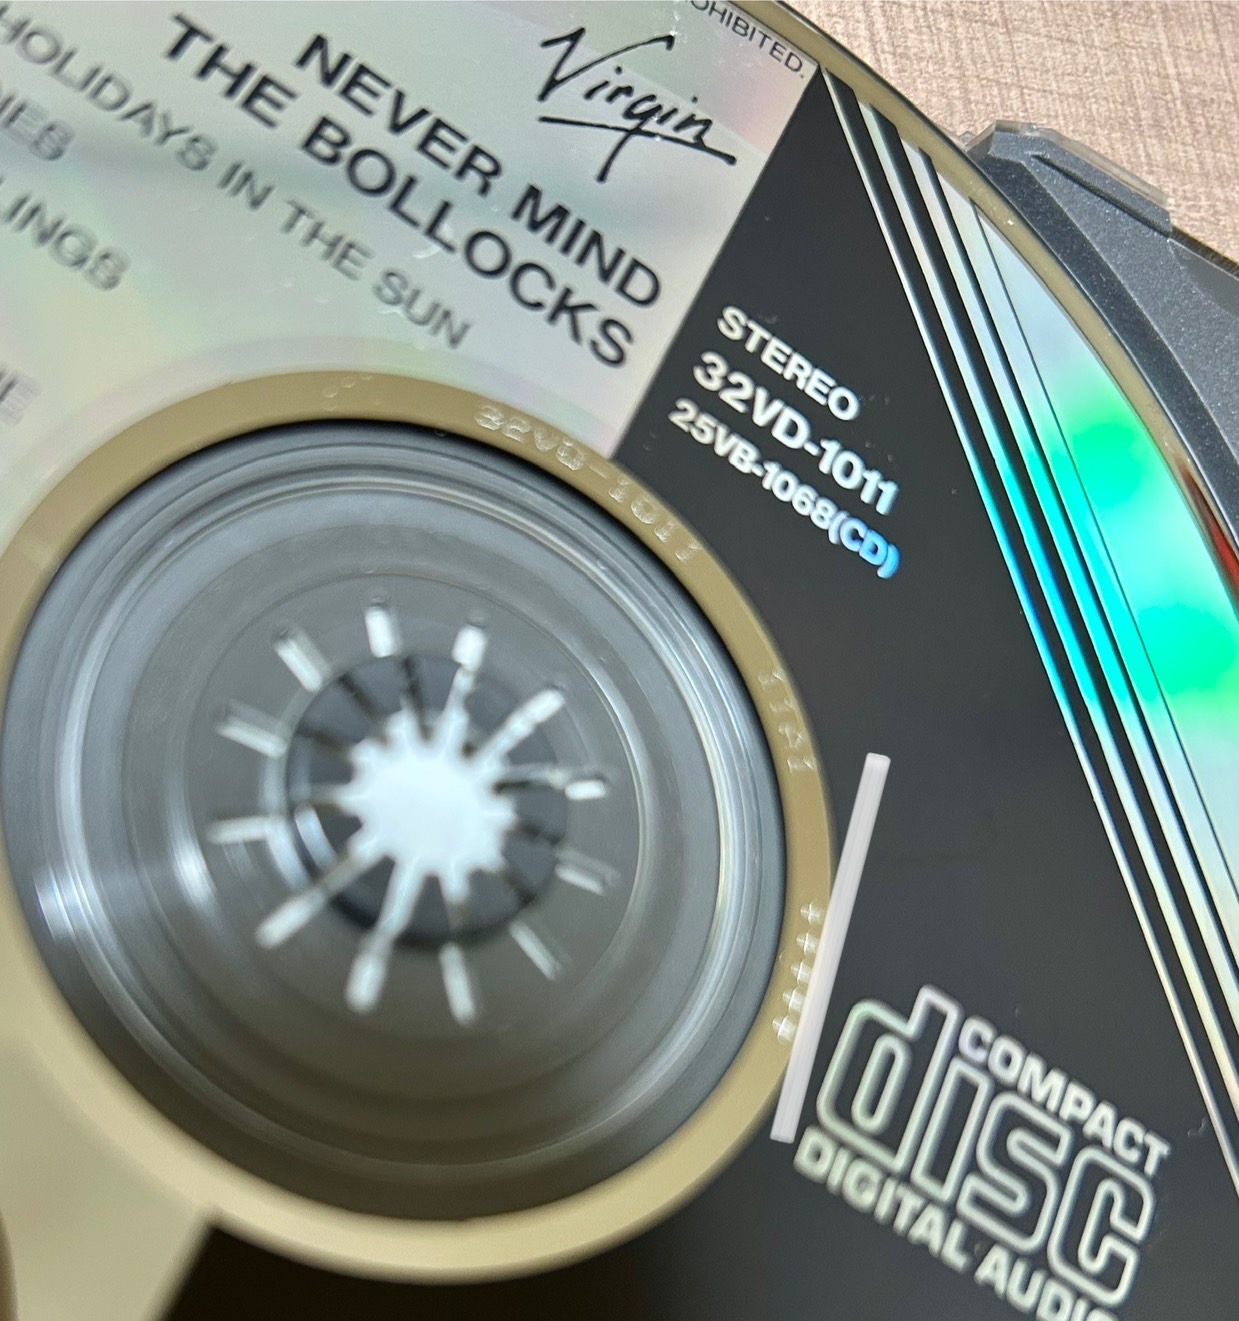 OHIBITED.
Virgin
NEVER MIND
THE BOLLOCKS
HOLIDAYS IN THE SUN
STEREO
32VD-1011
25VB-1068(CD)
32VD-1011
1141
+++++
COMPACT
disc
DIGITAL AUDIO